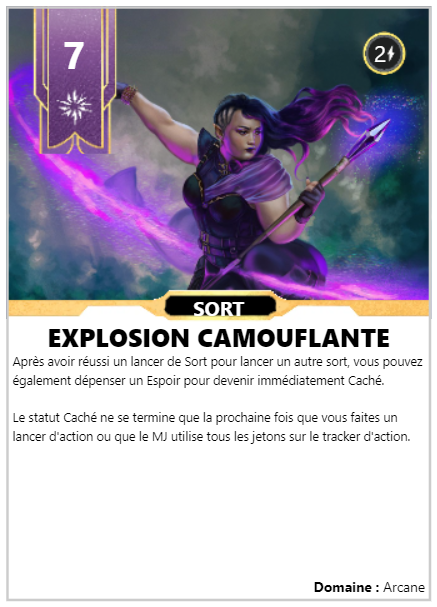 7
2
SORT
EXPLOSION CAMOUFLANTE
Après avoir réussi un lancer de Sort pour lancer un autre sort, vous pouvez
également dépenser un Espoir pour devenir immédiatement Caché.
Le statut Caché ne se termine que la prochaine fois que vous faites un
lancer d'action ou que le MJ utilise tous les jetons sur le tracker d'action.
Domaine : Arcane